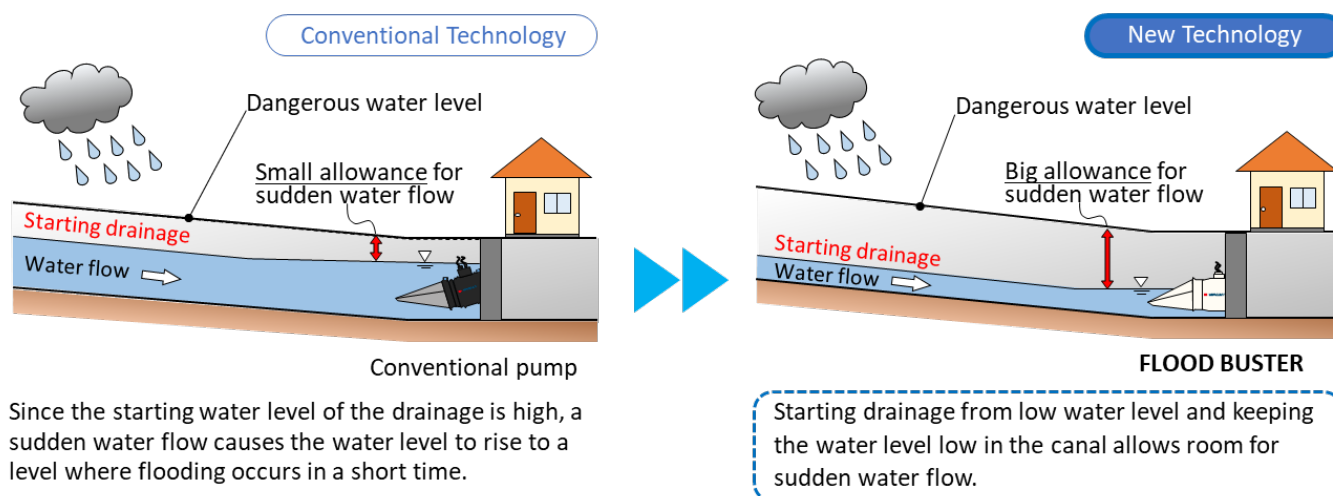 Conventional Technology
Dangerous water level
Small allowance for
sudden water flow
Starting drainage
Water flow
Conventional pump
Since the starting water level of the drainage is high, a
sudden water flow causes the water level to rise to a
level where flooding occurs in a short time.
New Technology
Dangerous water level
Big allowance for
sudden water flow
Starting drainage
Water flow
FLOOD BUSTER
Starting drainage from low water level and keeping
the water level low in the canal allows room for
sudden water flow.